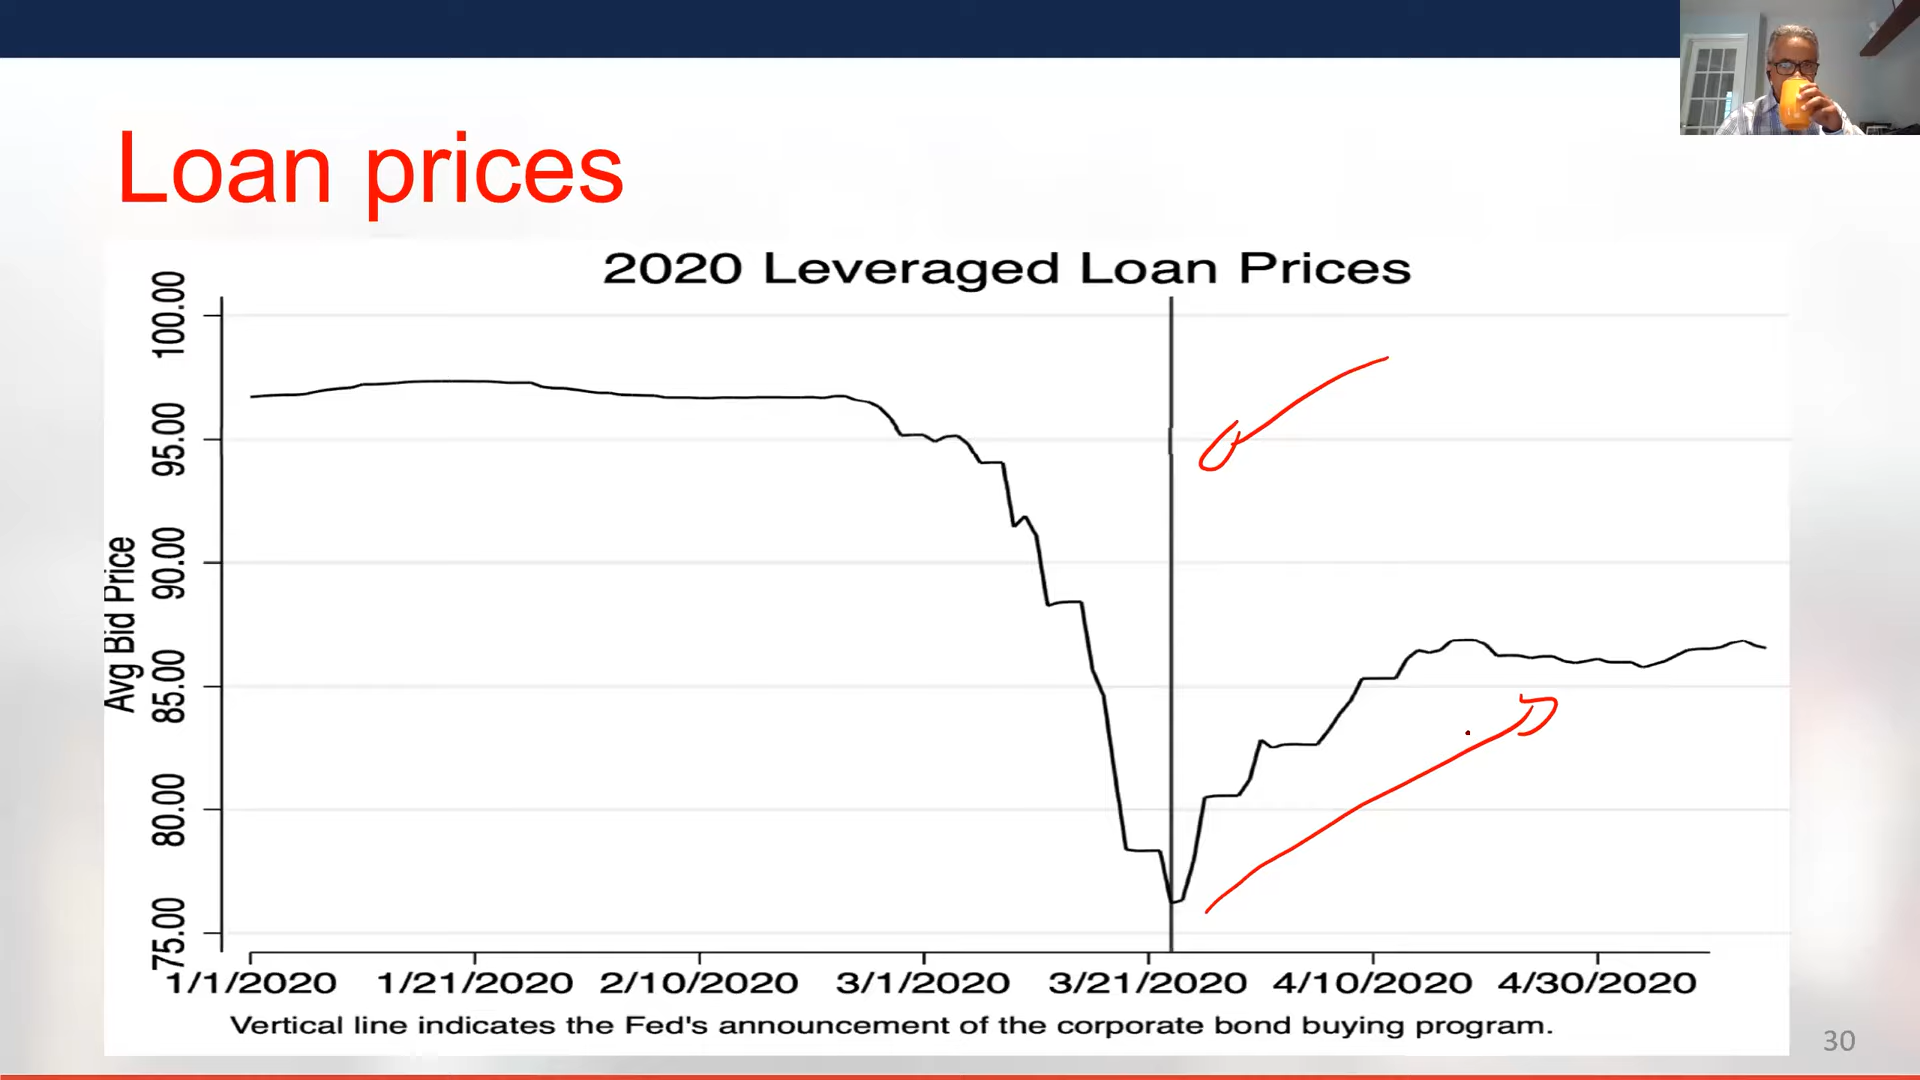 Loan prices
2020 Leveraged Loan Prices
Avg Bid Price
100.00
95.00
90.00
85.00
80.00
75.00
1/1/2020 1/21/2020 2/10/2020 3/1/2020 3/21/2020 4/10/2020 4/30/2020
Vertical line indicates the Fed's announcement of the corporate bond buying program.
30